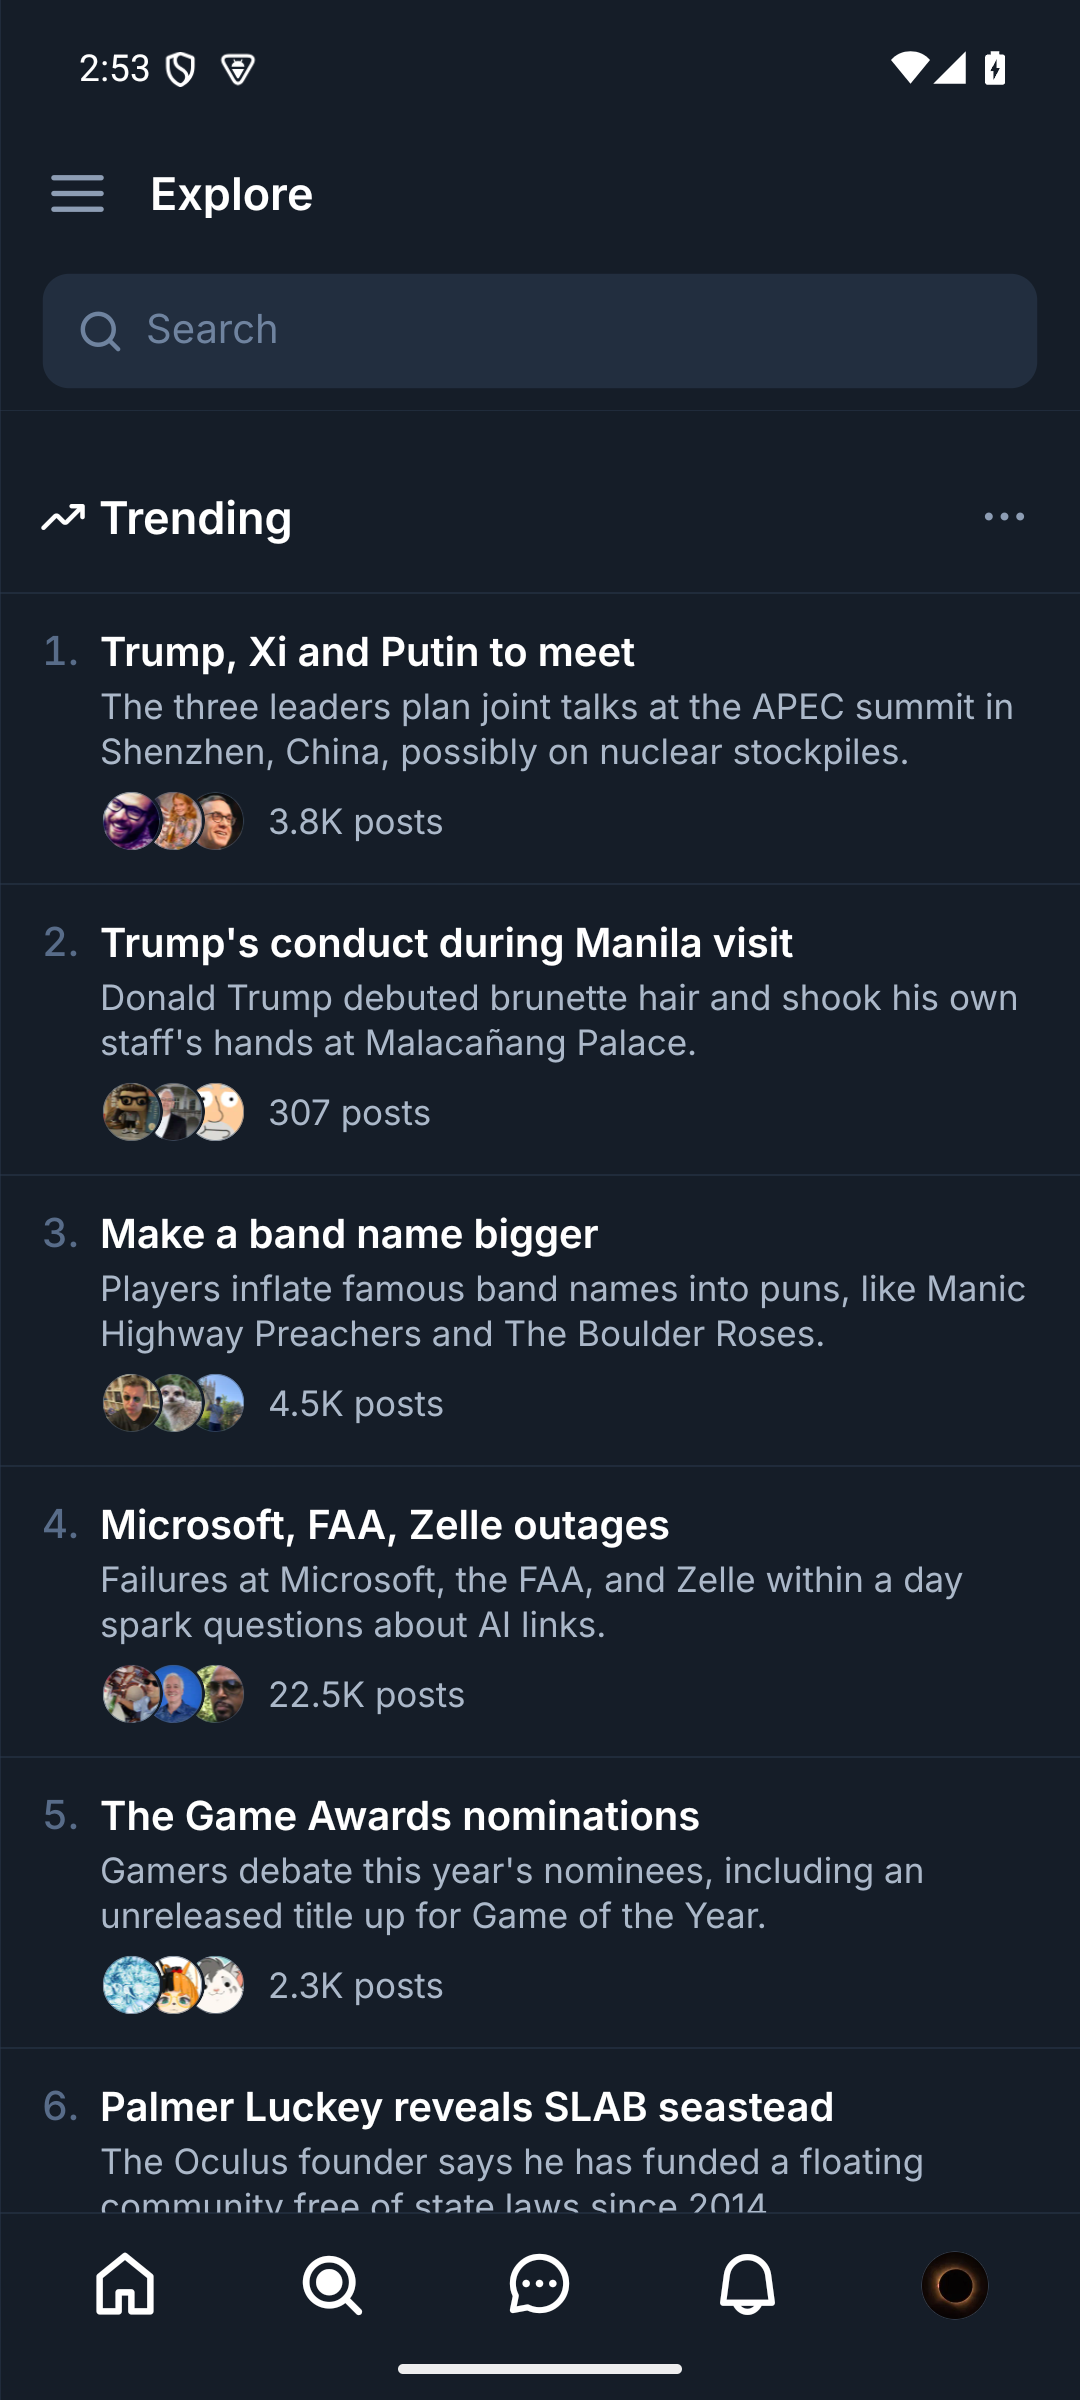 2:53
Explore
Search
Trending
1. Trump, Xi and Putin to meet
The three leaders plan joint talks at the APEC summit in
Shenzhen, China, possibly on nuclear stockpiles.
3.8K posts
2. Trump's conduct during Manila visit
Donald Trump debuted brunette hair and shook his own
staff's hands at Malacañang Palace.
307 posts
3. Make a band name bigger
Players inflate famous band names into puns, like Manic
Highway Preachers and The Boulder Roses.
4.5K posts
4. Microsoft, FAA, Zelle outages
Failures at Microsoft, the FAA, and Zelle within a day
spark questions about AI links.
22.5K posts
5. The Game Awards nominations
Gamers debate this year's nominees, including an
unreleased title up for Game of the Year.
2.3K posts
6. Palmer Luckey reveals SLAB seastead
The Oculus founder says he has funded a floating
community free of state laws since 2014